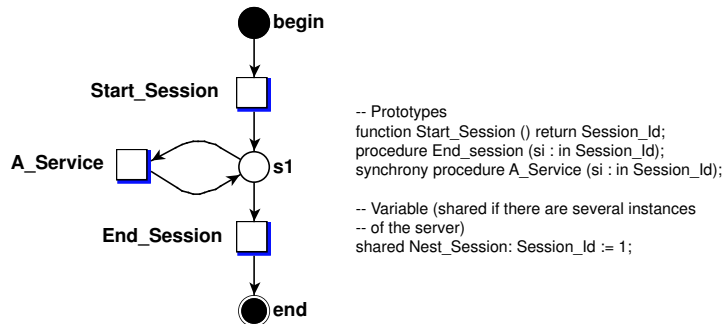 begin
Start_Session
A_Service
s1
End_Session
end
-- Prototypes
function Start_Session () return Session_Id;
procedure End_session (si : in Session_Id);
synchrony procedure A_Service (si : in Session_Id);
-- Variable (shared if there are several instances
-- of the server)
shared Nest_Session: Session_Id := 1;